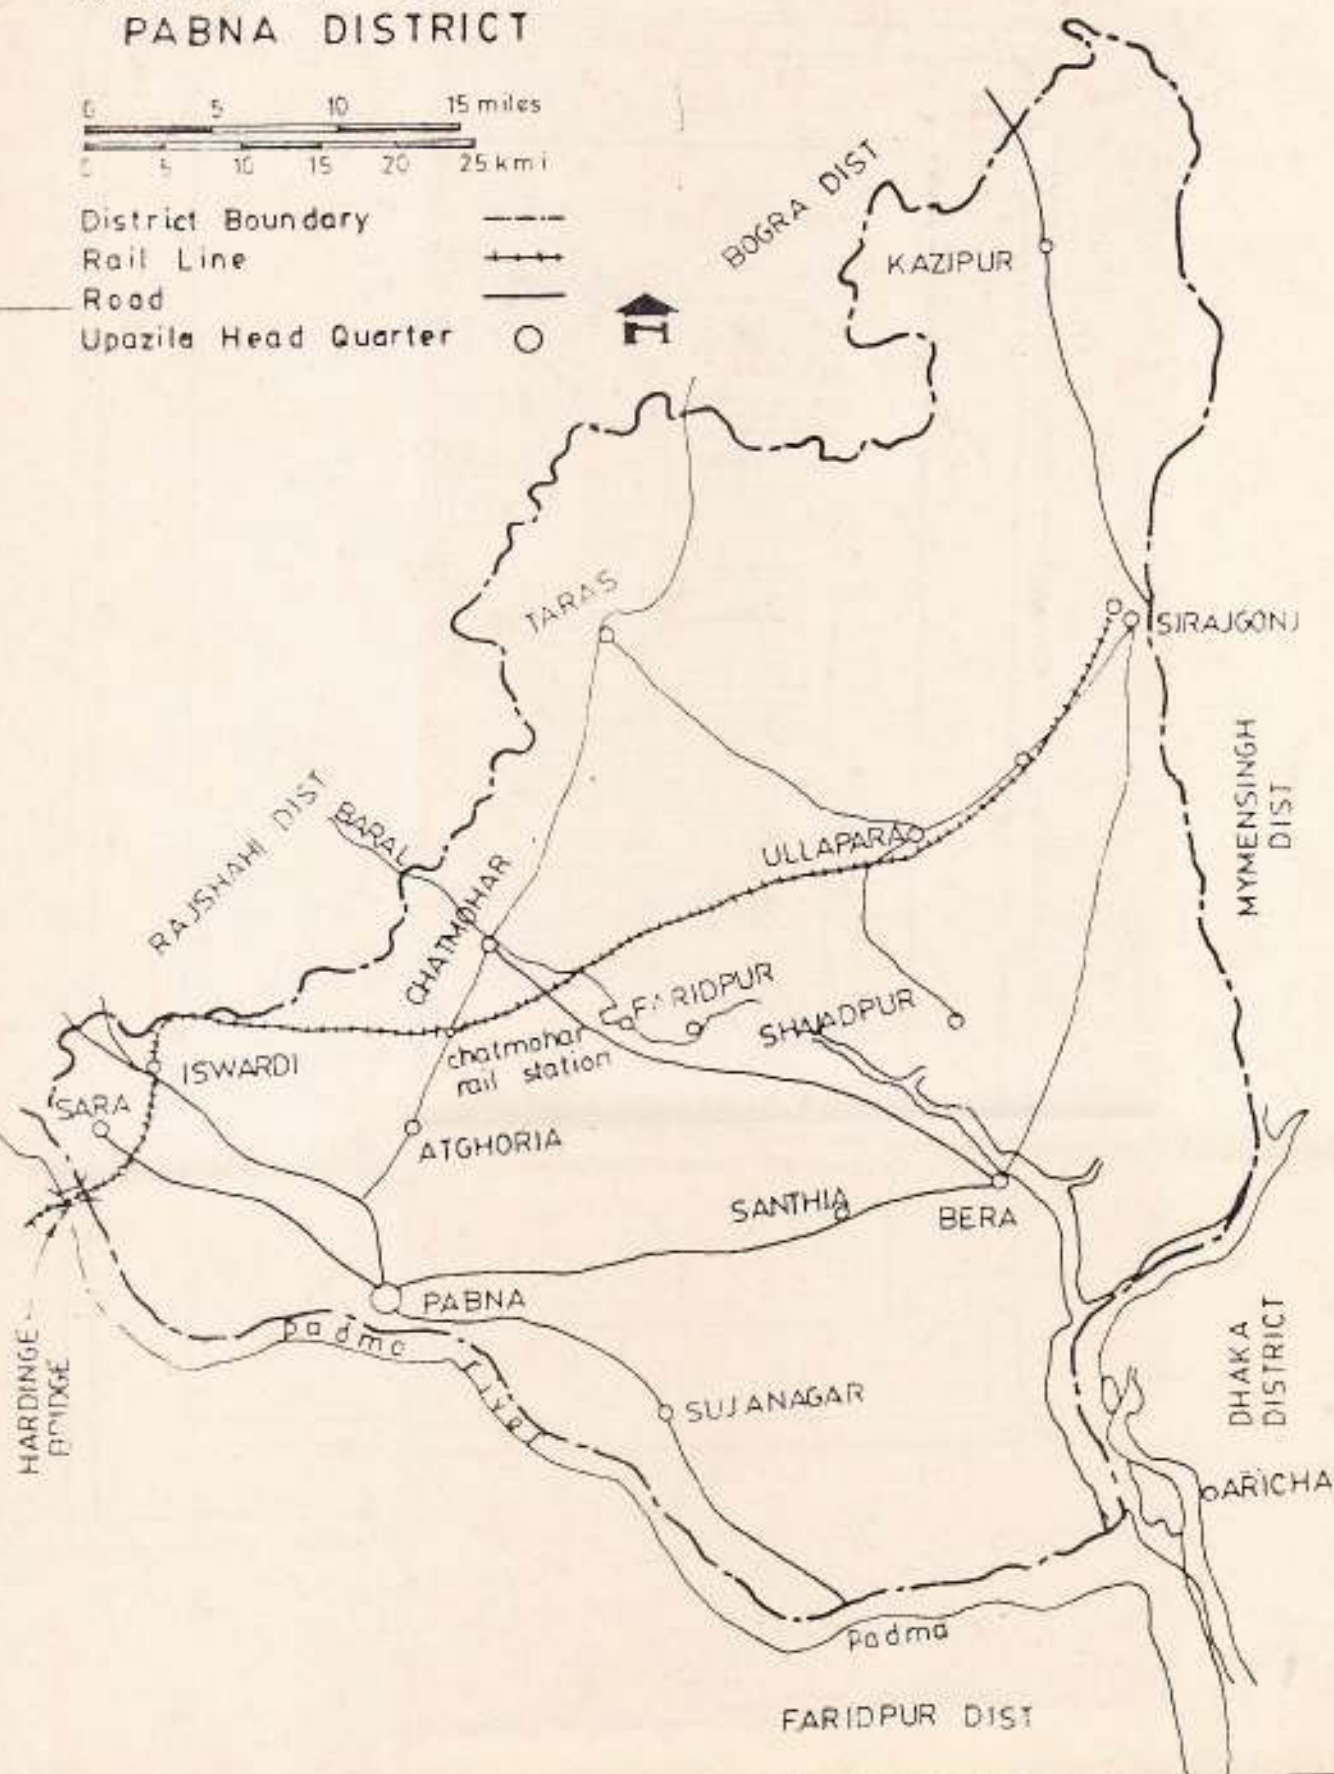 PABNA DISTRICT
0 5 10 15 miles
0 5 10 15 20 25 kmi
District Boundary
Rail Line
Road
Upazila Head Quarter
BOGRA DIST
KAZIPUR
TARAS
SIRAJGONJ
RAJSHAHI DIST
BARAL
MYMENSINGH
DIST
ULLAPARA
CHATMOHAR
FARIDPUR
SHAJADPUR
chatmohar
rail station
ISWARDI
SARA
ATGHORIA
SANTHIA
BERA
PABNA
padma river
HARDINGE
BRIDGE
SUJANAGAR
DHAKA
DISTRICT
ARICHA
Padma
FARIDPUR DIST